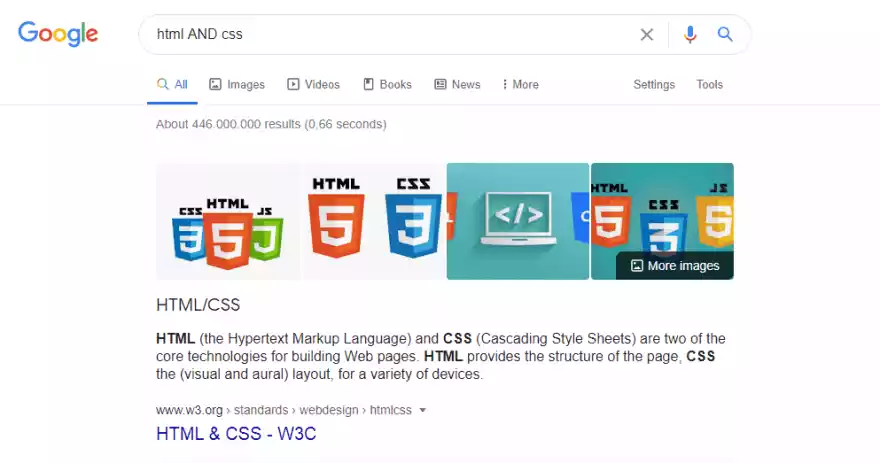 Google
html AND css
All Images Videos Books News More Settings Tools
About 446.000.000 results (0,66 seconds)
CSS HTML JS
3 5
HTML CSS
5 3
</>
HTML CSS JS
5 3 5
More images
HTML/CSS
HTML (the Hypertext Markup Language) and CSS (Cascading Style Sheets) are two of the
core technologies for building Web pages. HTML provides the structure of the page, CSS
the (visual and aural) layout, for a variety of devices.
www.w3.org › standards › webdesign › htmlcss
HTML & CSS - W3C